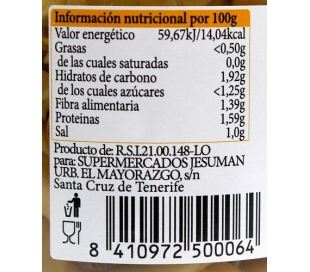 Información nutricional por 100g
Valor energético 59,67kJ/14,04kcal
Grasas <0,50g
de las cuales saturadas 0,0g
Hidratos de carbono 1,92g
de los cuales azúcares <1,25g
Fibra alimentaria 1,39g
Proteinas 1,59g
Sal 1,0g
Producto de: R.S.I.21.00.148-LO
para: SUPERMERCADOS JESUMAN
URB. EL MAYORAZGO, s/n
Santa Cruz de Tenerife
8 410972 500064